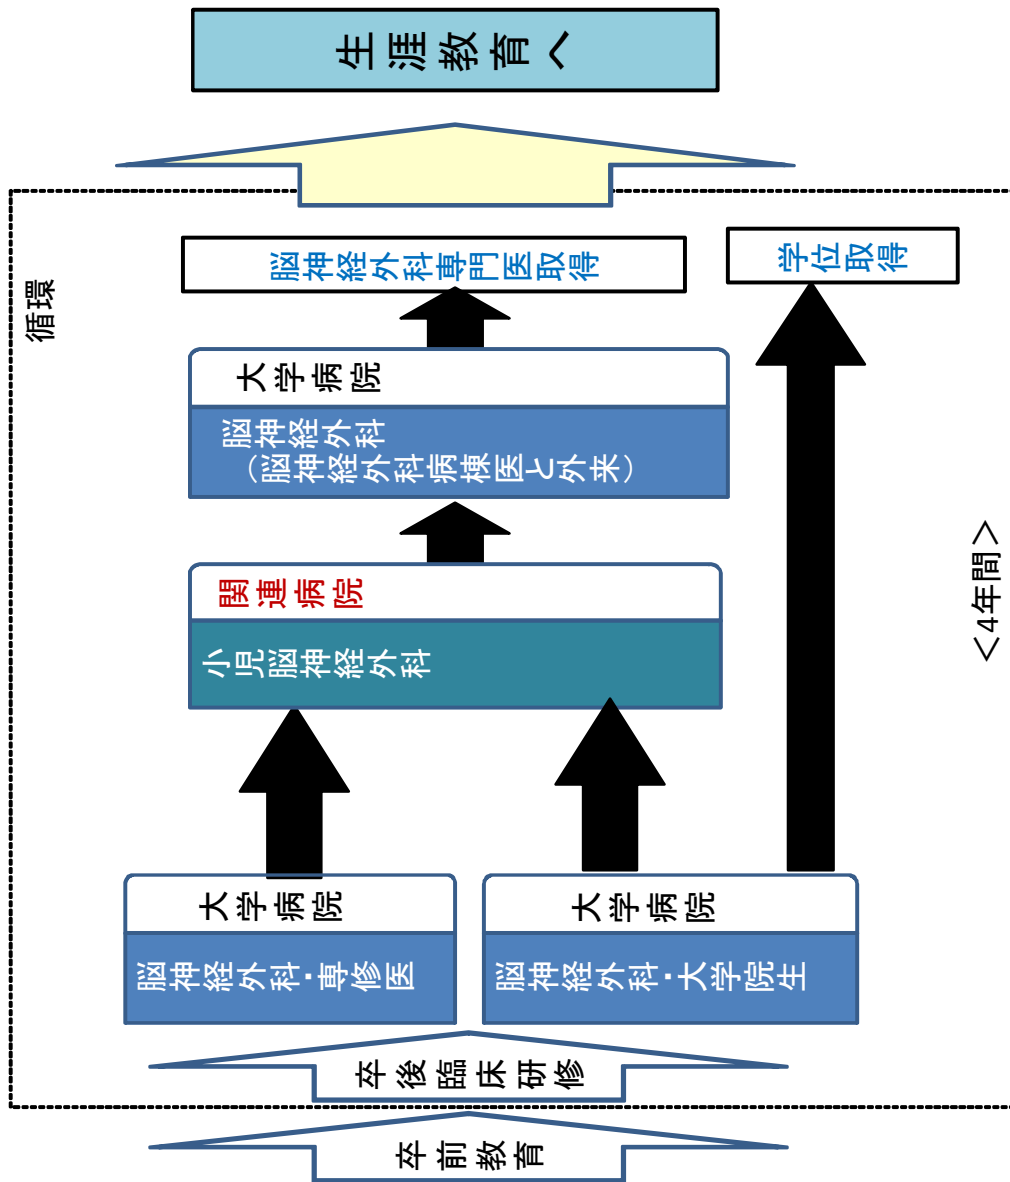 生涯教育へ
循環
脳神経外科専門医取得
学位取得
大学病院
脳神経外科
（脳神経外科病棟医と外来）
関連病院
小児脳神経外科
＜4年間＞
大学病院
脳神経外科・専修医
大学病院
脳神経外科・大学院生
卒後臨床研修
卒前教育